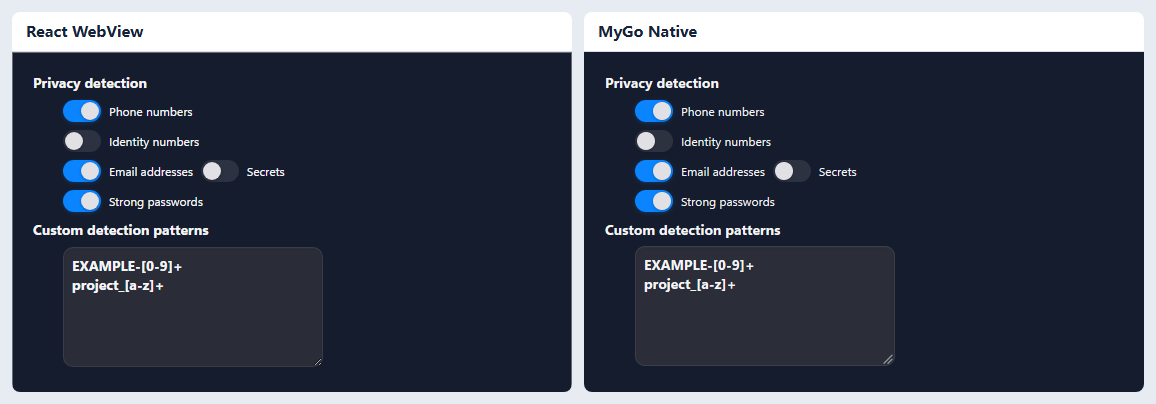 React WebView
Privacy detection
Phone numbers
Identity numbers
Email addresses Secrets
Strong passwords
Custom detection patterns
EXAMPLE-[0-9]+
project_[a-z]+
MyGo Native
Privacy detection
Phone numbers
Identity numbers
Email addresses Secrets
Strong passwords
Custom detection patterns
EXAMPLE-[0-9]+
project_[a-z]+